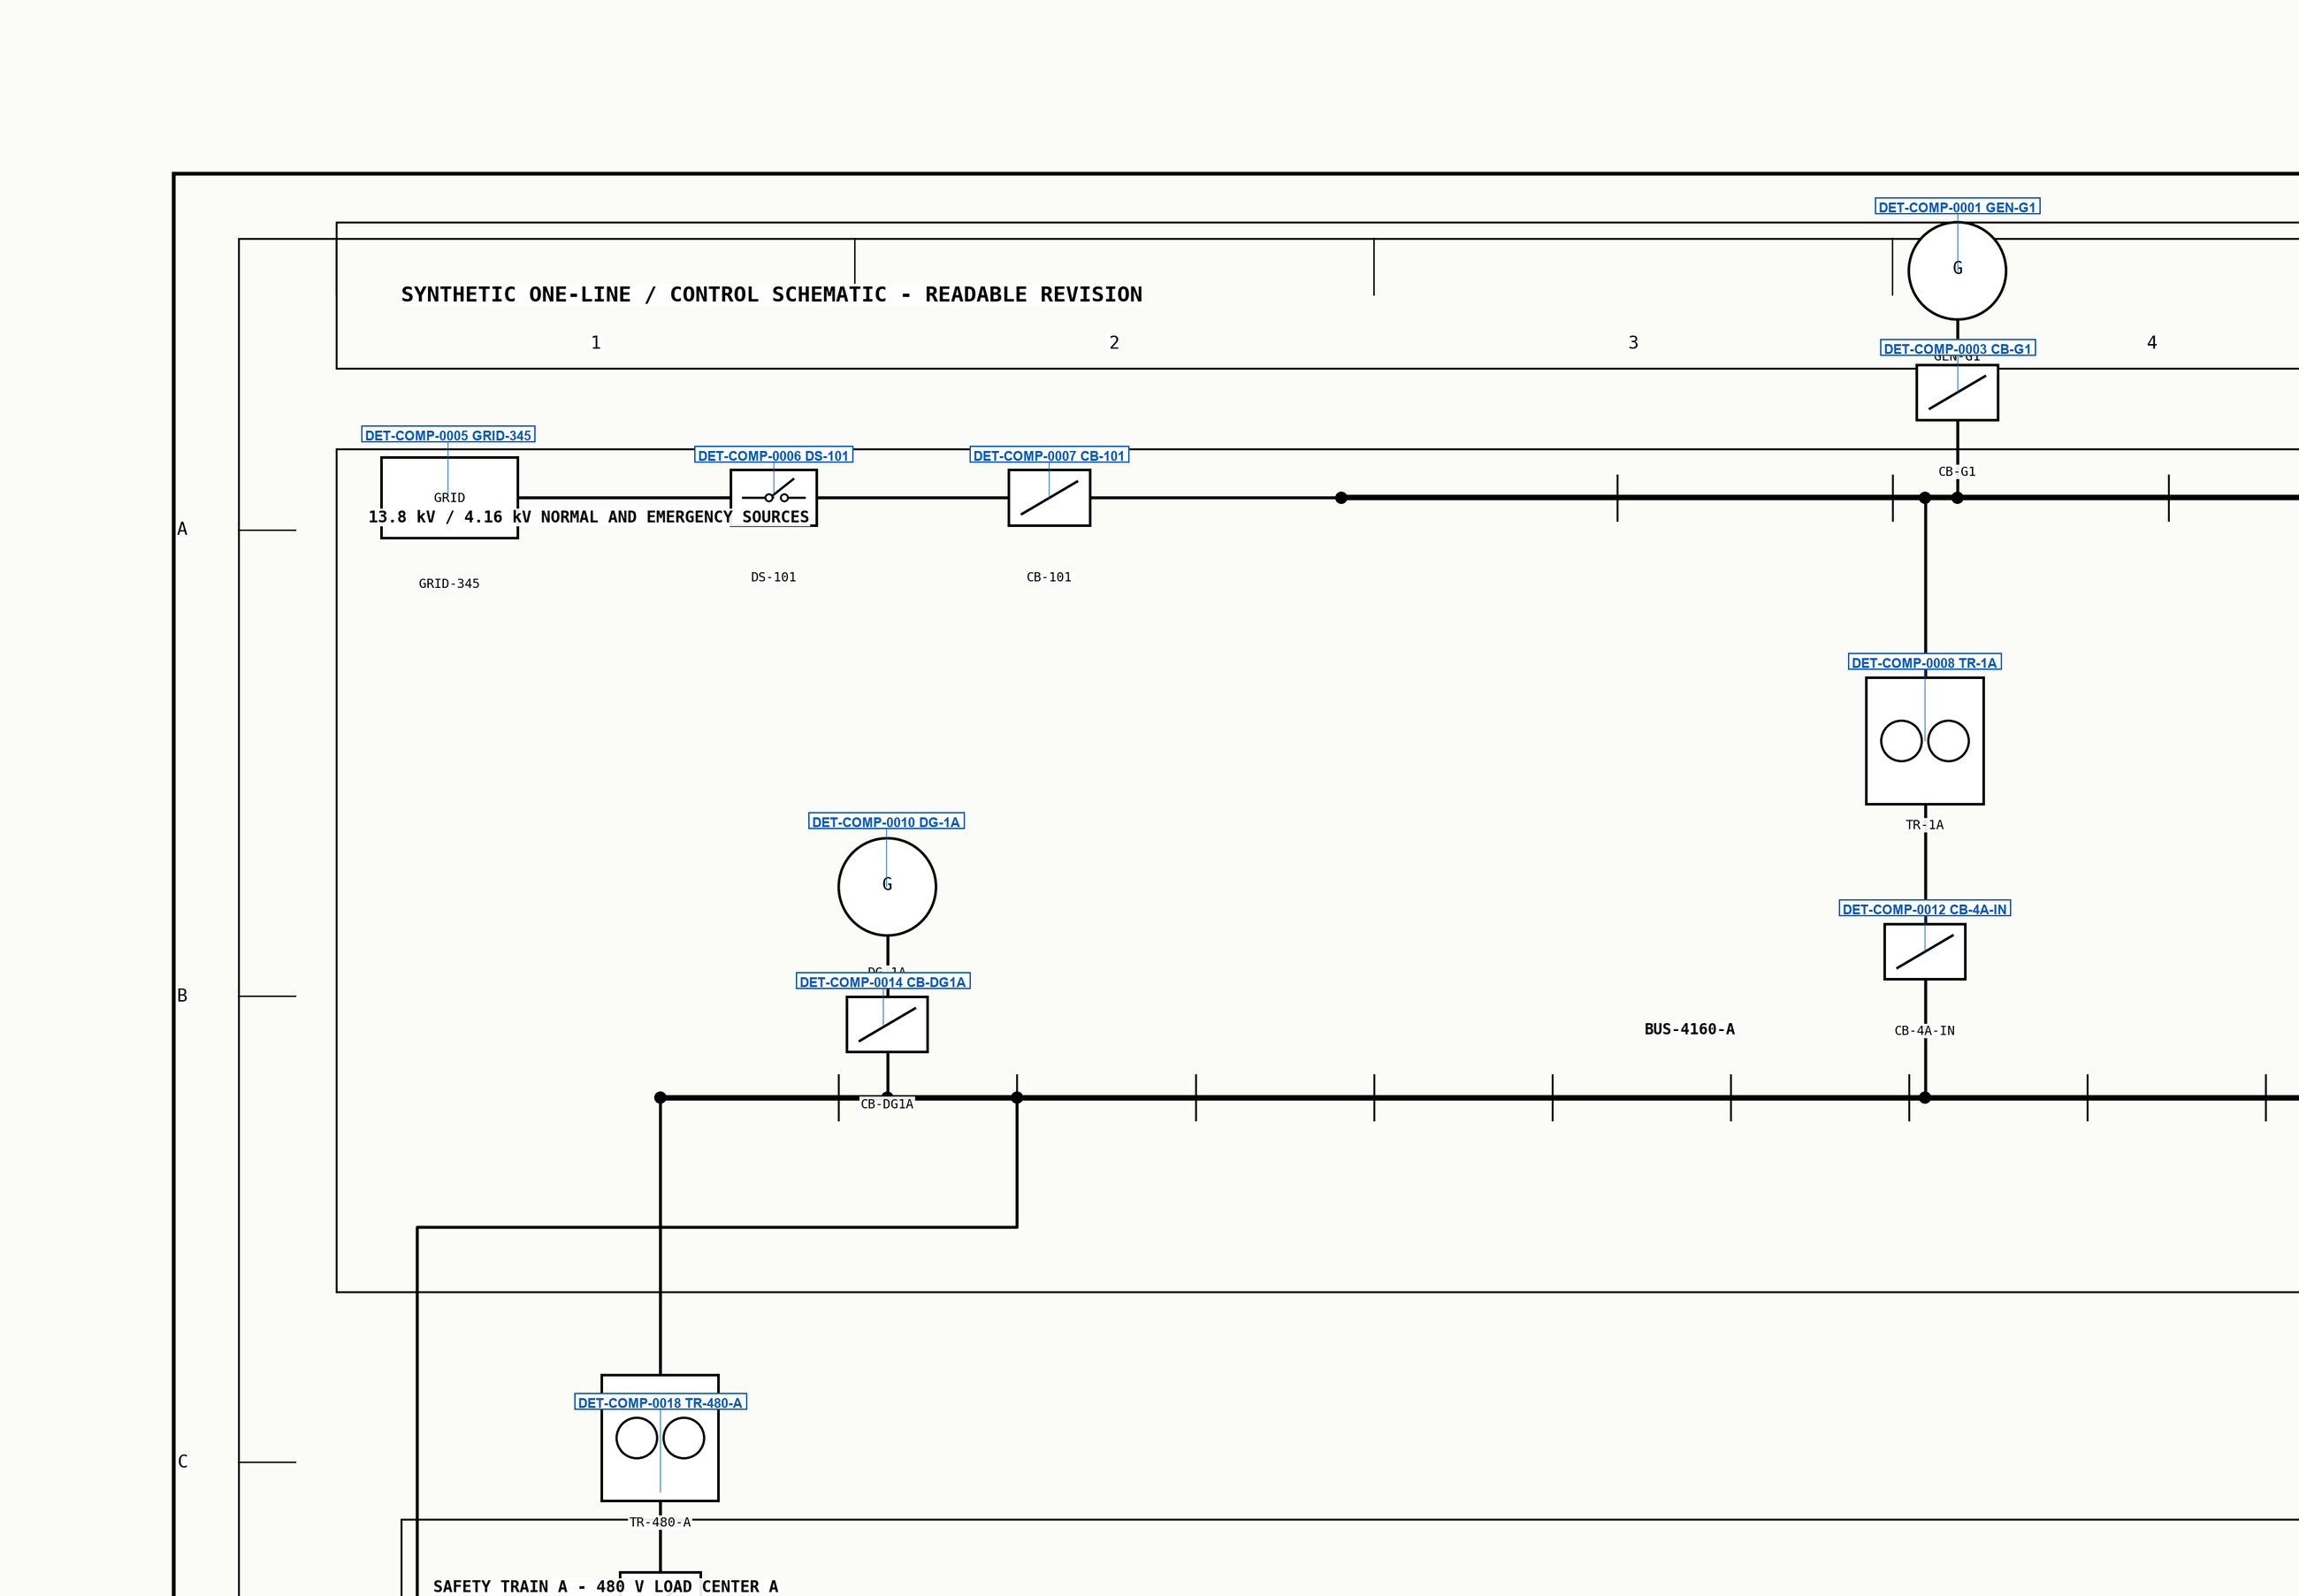 DET-COMP-0001 GEN-G1
G
SYNTHETIC ONE-LINE / CONTROL SCHEMATIC - READABLE REVISION
1 2 3 4
DET-COMP-0003 CB-G1
GEN-G1
DET-COMP-0005 GRID-345
DET-COMP-0006 DS-101
DET-COMP-0007 CB-101
CB-G1
GRID
13.8 kV / 4.16 kV NORMAL AND EMERGENCY SOURCES
A
GRID-345
DS-101
CB-101
DET-COMP-0008 TR-1A
TR-1A
DET-COMP-0010 DG-1A
G
DET-COMP-0012 CB-4A-IN
DG-1A
DET-COMP-0014 CB-DG1A
B
BUS-4160-A
CB-4A-IN
CB-DG1A
DET-COMP-0018 TR-480-A
C
TR-480-A
SAFETY TRAIN A - 480 V LOAD CENTER A